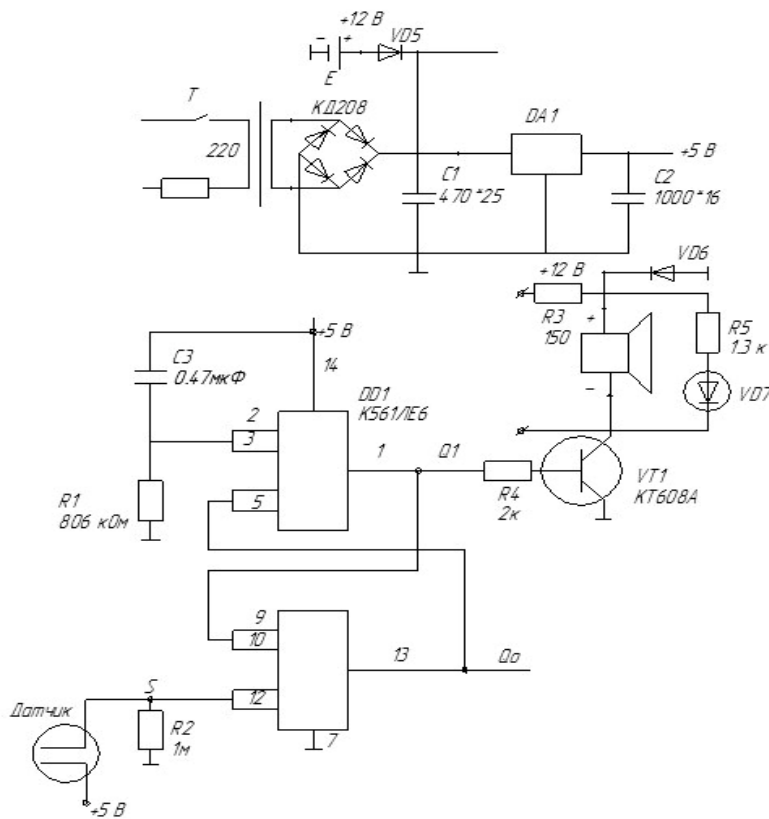 +12 В
- +
VD5
E
T
КД208
DA1
220
+5 В
C1
470*25
C2
1000*16
VD6
+12 В
R3
150
+
-
R5
1.3 к
VD7
+5 В
C3
0.47мкФ
14
DD1
К561ЛЕ6
2
3
5
1
Q1
R4
2к
VT1
КТ608А
R1
806 кОм
9
10
12
13
Qo
7
S
Датчик
R2
1м
+5 В